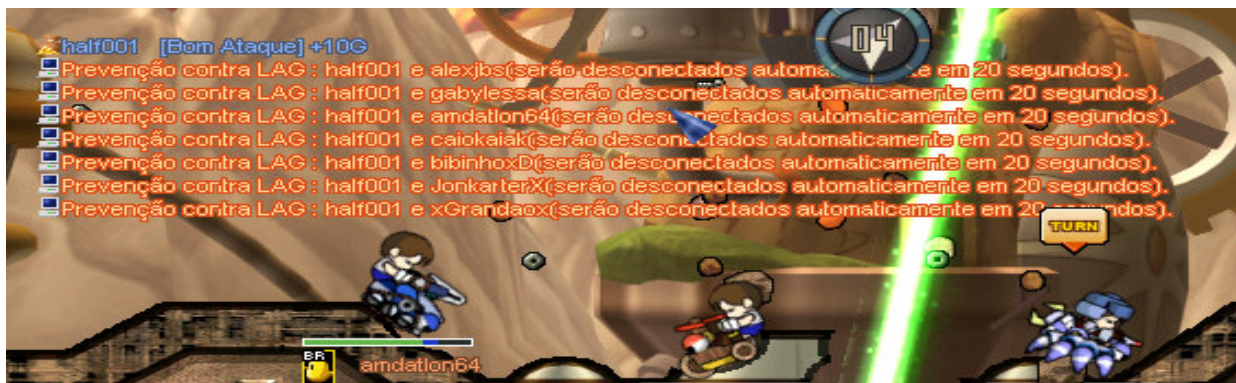 half001 [Bom Ataque] +10G
04
Prevenção contra LAG : half001 e alexjbs(serão desconectados em 20 segundos).
Prevenção contra LAG : half001 e gabylessa(serão desconectados automaticamente em 20 segundos).
Prevenção contra LAG : half001 e amdatlon64(serão desconectados automaticamente em 20 segundos).
Prevenção contra LAG : half001 e caiokaiak(serão desconectados automaticamente em 20 segundos).
Prevenção contra LAG : half001 e bibinhoxD(serão desconectados automaticamente em 20 segundos).
Prevenção contra LAG : half001 e JonkarterX(serão desconectados automaticamente em 20 segundos).
Prevenção contra LAG : half001 e xGrandaox(serão desconectados automaticamente em 20 segundos).
TURN
BR
amdatlon64